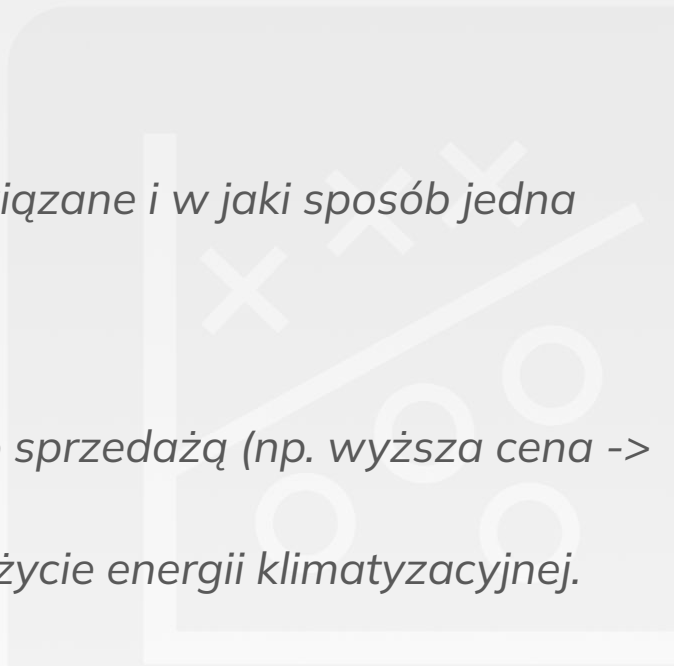 iązane i w jaki sposób jedna
sprzedażą (np. wyższa cena ->
życie energii klimatyzacyjnej.